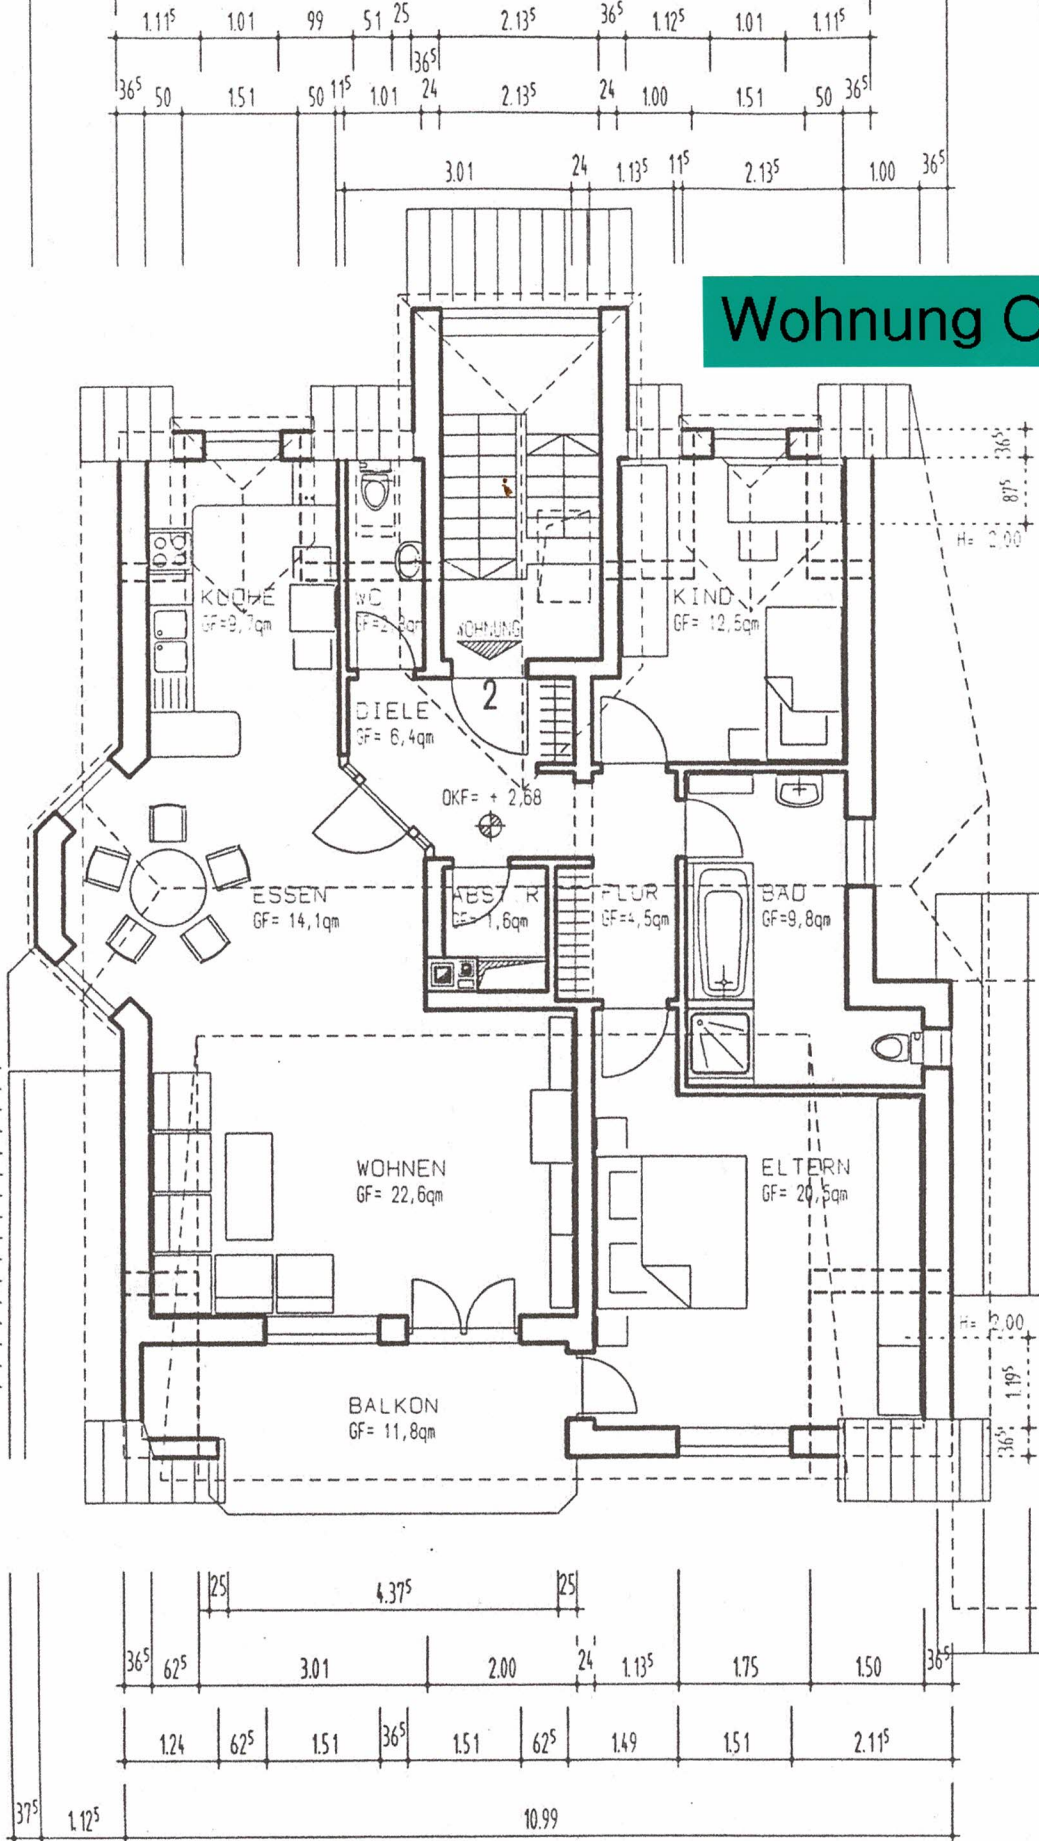 1.11⁵ 1.01 99 51 25 2.13⁵ 36⁵ 1.12⁵ 1.01 1.11⁵
36⁵
36⁵ 50 1.51 50 11⁵ 1.01 24 2.13⁵ 24 1.00 1.51 50 36⁵
3.01 24 1.13⁵ 11⁵ 2.13⁵ 1.00 36⁵
Wohnung
36⁵
87⁵
H= 2,00
KÜCHE
GF=9,7qm
WC
WOHNUNG
2
KIND
GF= 12,5qm
DIELE
GF= 6,4qm
OKF= + 2,68
ESSEN
GF= 14,1qm
ABSTR
GF= 1,6qm
FLUR
GF=4,5qm
BAD
GF=9,8qm
WOHNEN
GF= 22,6qm
ELTERN
GF= 20,5qm
H= 2,00
1.19⁵
36⁵
BALKON
GF= 11,8qm
25 4.37⁵ 25
36⁵ 62⁵ 3.01 2.00 24 1.13⁵ 1.75 1.50 36⁵
1.24 62⁵ 1.51 36⁵ 1.51 62⁵ 1.49 1.51 2.11⁵
37⁵ 1.12⁵ 10.99